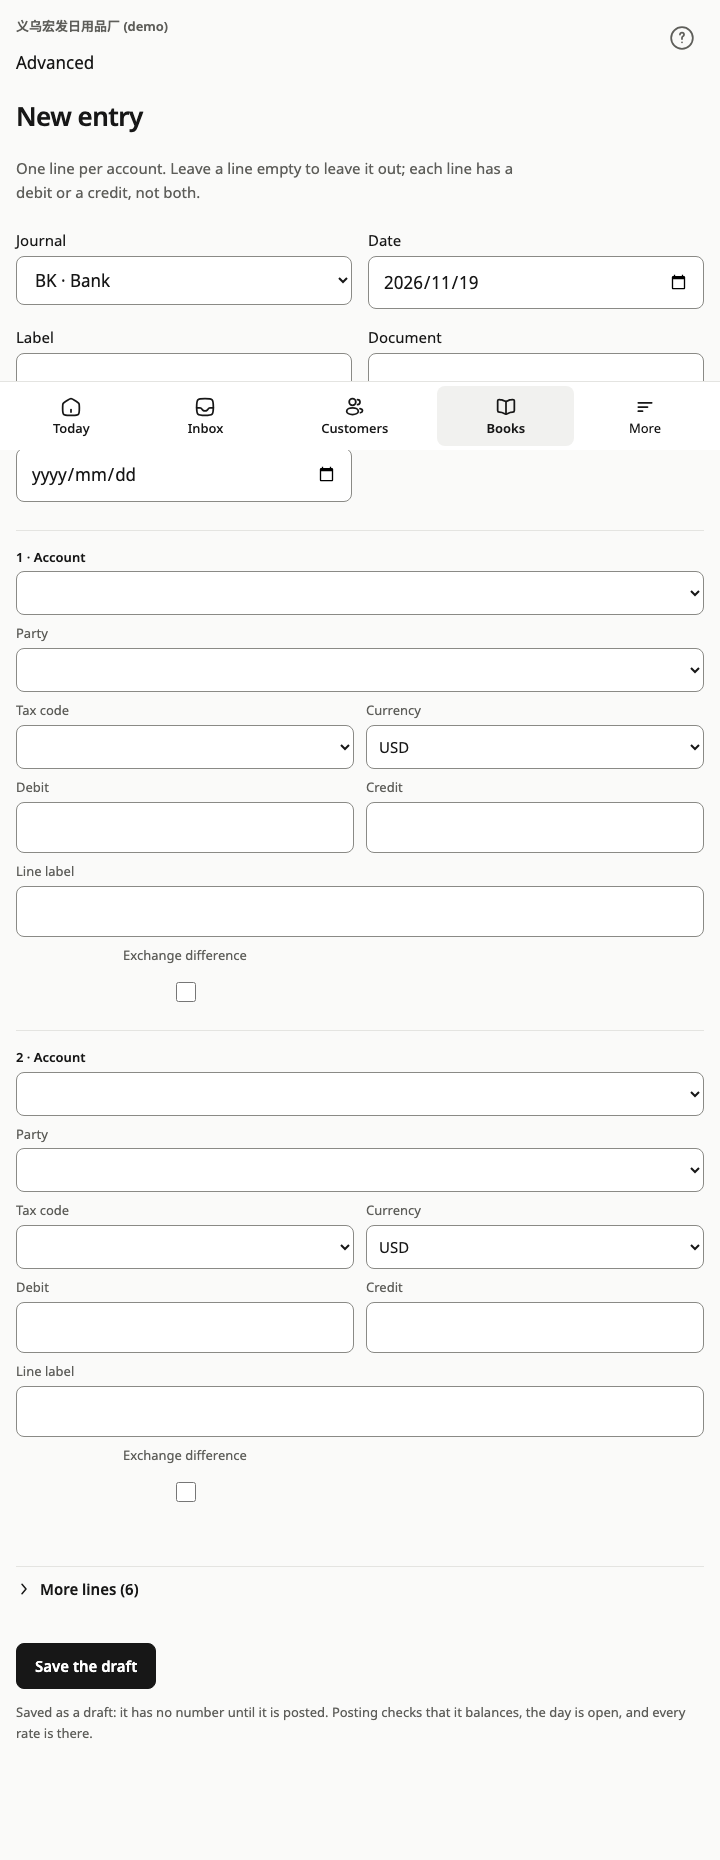 义乌宏发日用品厂 (demo)
Advanced
New entry
One line per account. Leave a line empty to leave it out; each line has a
debit or a credit, not both.
Journal
Date
BK · Bank
2026/11/19
Label
Document
Today
Inbox
Customers
Books
More
yyyy/mm/dd
1 · Account
Party
Tax code
Currency
USD
Debit
Credit
Line label
Exchange difference
2 · Account
Party
Tax code
Currency
USD
Debit
Credit
Line label
Exchange difference
More lines (6)
Save the draft
Saved as a draft: it has no number until it is posted. Posting checks that it balances, the day is open, and every
rate is there.